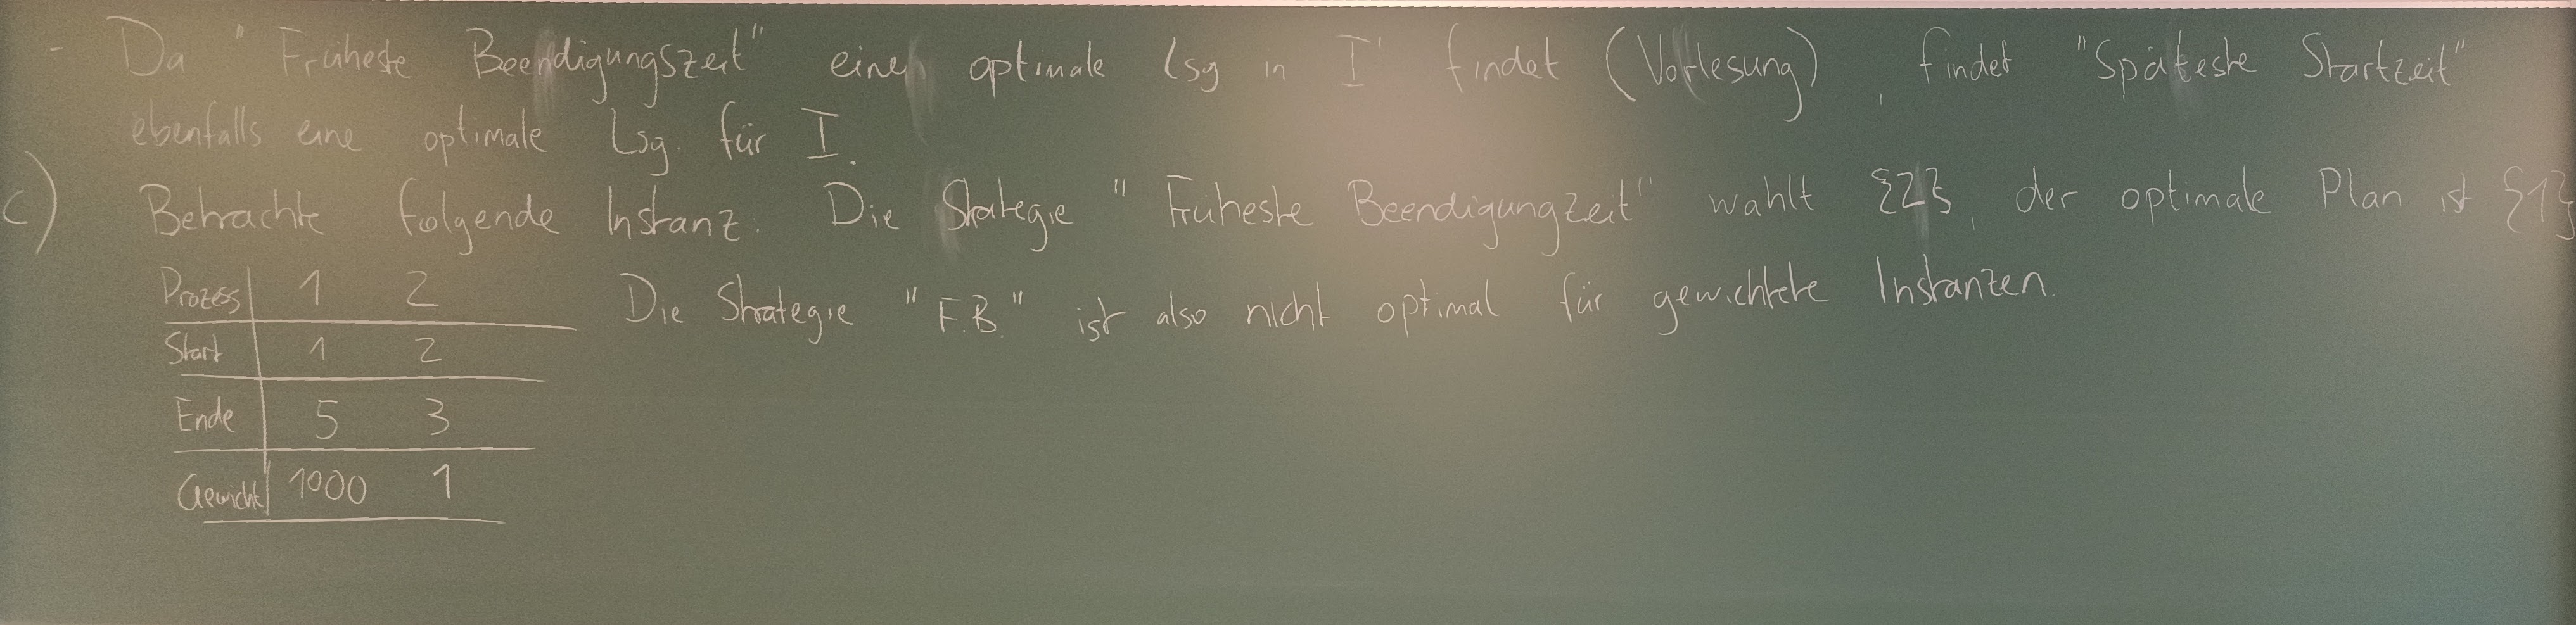 - Da "Früheste Beendigungszeit" eine optimale Lsg in I' findet (Vorlesung), findet "Späteste Startzeit"
ebenfalls eine optimale Lsg. für I.
c) Betrachte folgende Instanz: Die Strategie "Früheste Beendigungzeit" wählt {2}, der optimale Plan ist {1}
Prozess 1 2
Die Strategie "F.B." ist also nicht optimal für gewichtete Instanzen.
Start 1 2
Ende 5 3
Gewicht 1000 1